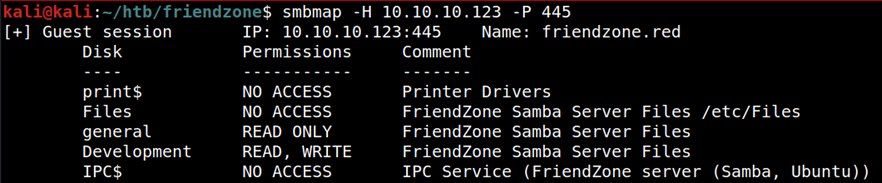 kali@kali:~/htb/friendzone$ smbmap -H 10.10.10.123 -P 445
[+] Guest session IP: 10.10.10.123:445 Name: friendzone.red
Disk Permissions Comment
---- ----------- -------
print$ NO ACCESS Printer Drivers
Files NO ACCESS FriendZone Samba Server Files /etc/Files
general READ ONLY FriendZone Samba Server Files
Development READ, WRITE FriendZone Samba Server Files
IPC$ NO ACCESS IPC Service (FriendZone server (Samba, Ubuntu))